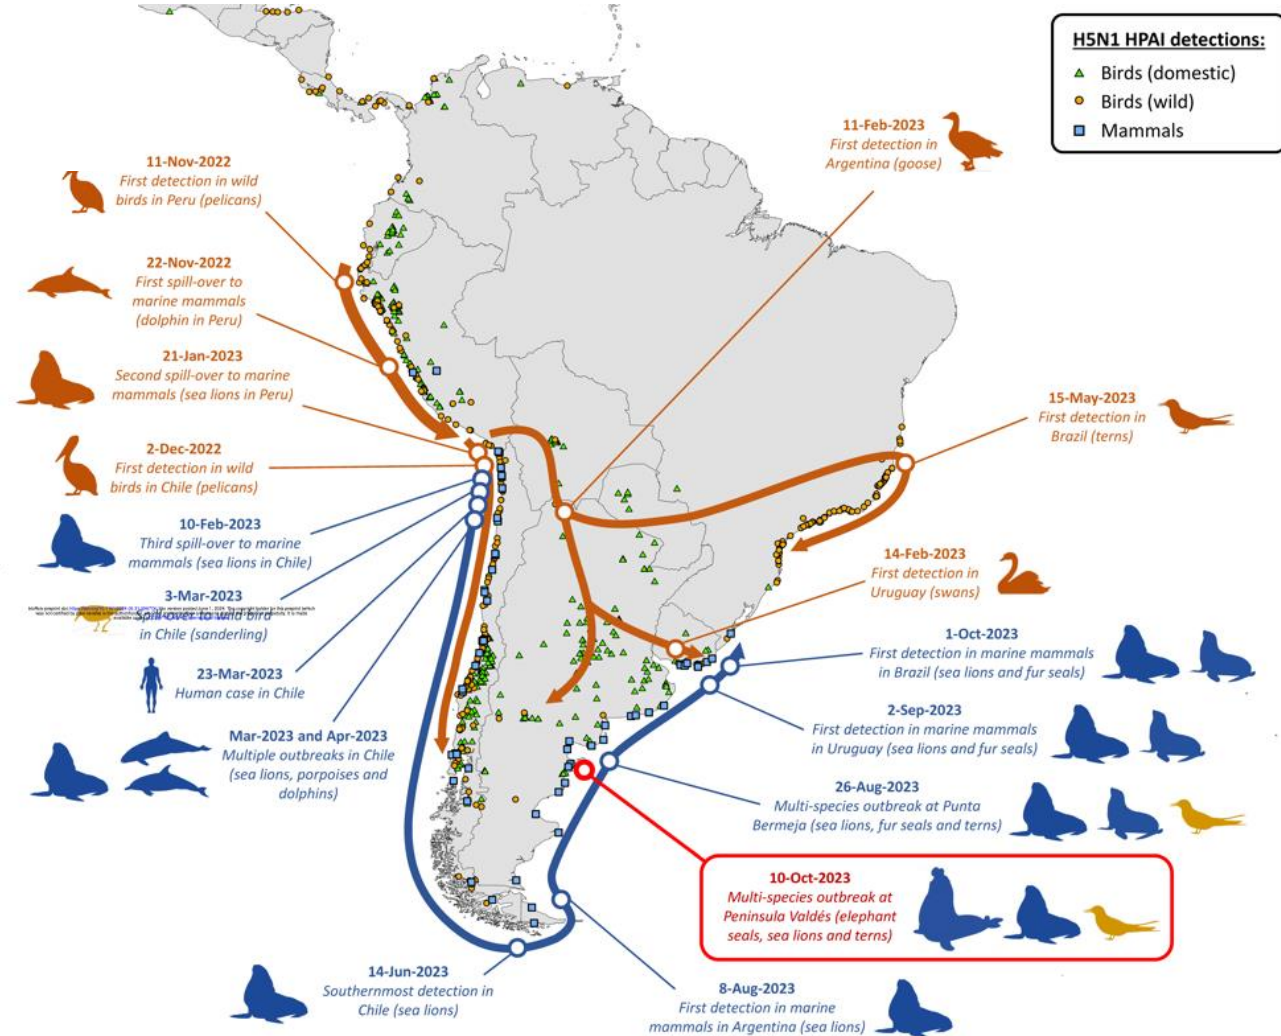 H5N1 HPAI detections:
Birds (domestic)
Birds (wild)
Mammals
11-Feb-2023
First detection in
Argentina (goose)
11-Nov-2022
First detection in wild
birds in Peru (pelicans)
22-Nov-2022
First spill-over to
marine mammals
(dolphin in Peru)
21-Jan-2023
Second spill-over to marine
mammals (sea lions in Peru)
15-May-2023
First detection in
Brazil (terns)
2-Dec-2022
First detection in wild
birds in Chile (pelicans)
10-Feb-2023
Third spill-over to marine
mammals (sea lions in Chile)
14-Feb-2023
First detection in
Uruguay (swans)
3-Mar-2023
Spill-over to wild bird
in Chile (sanderling)
1-Oct-2023
First detection in marine mammals
in Brazil (sea lions and fur seals)
23-Mar-2023
Human case in Chile
2-Sep-2023
First detection in marine mammals
in Uruguay (sea lions and fur seals)
Mar-2023 and Apr-2023
Multiple outbreaks in Chile
(sea lions, porpoises and
dolphins)
26-Aug-2023
Multi-species outbreak at Punta
Bermeja (sea lions, fur seals and terns)
10-Oct-2023
Multi-species outbreak at
Peninsula Valdés (elephant
seals, sea lions and terns)
14-Jun-2023
Southernmost detection in
Chile (sea lions)
8-Aug-2023
First detection in marine
mammals in Argentina (sea lions)